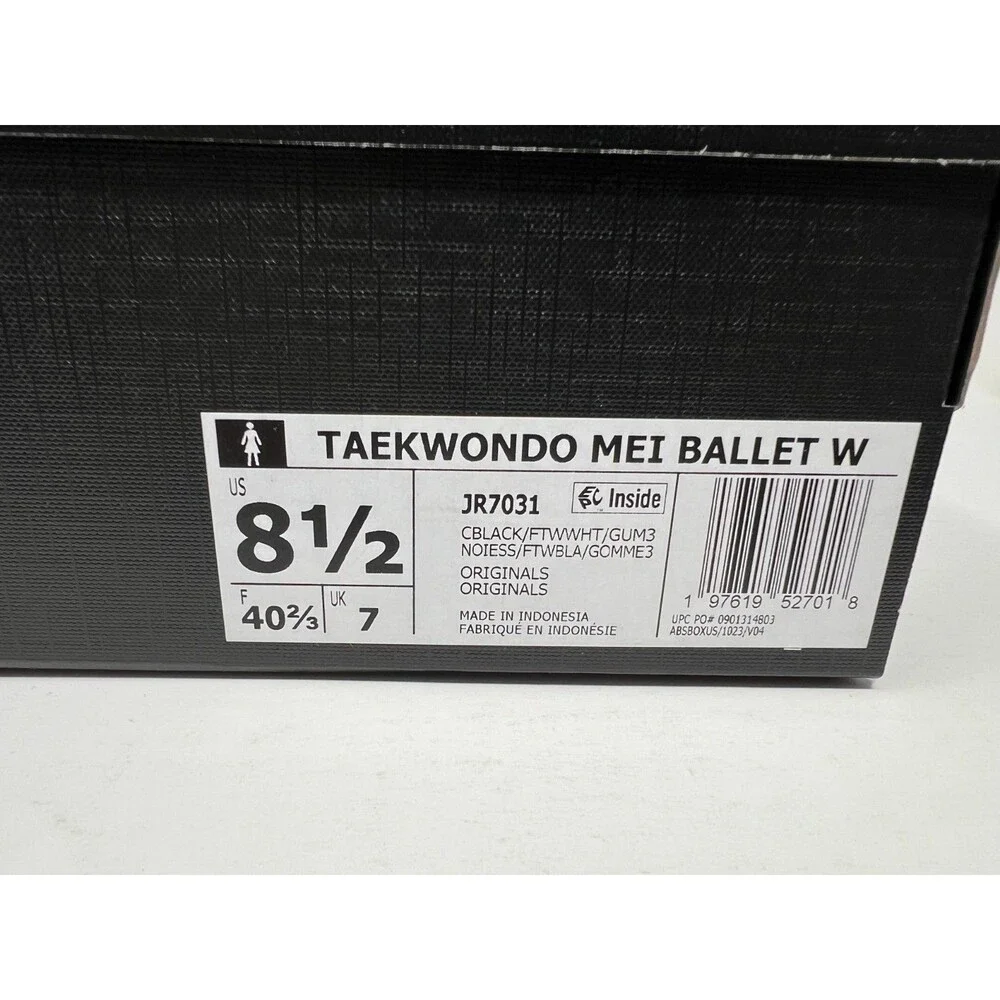 TAEKWONDO MEI BALLET W
US
8½
F
40⅔
UK
7
JR7031
EPC Inside
CBLACK/FTWWHT/GUM3
NOIESS/FTWBLA/GOMME3
ORIGINALS
ORIGINALS
MADE IN INDONESIA
FABRIQUÉ EN INDONÉSIE
1 97619 52701 8
UPC PO# 0901314803
ABSBOXUS/1023/V04